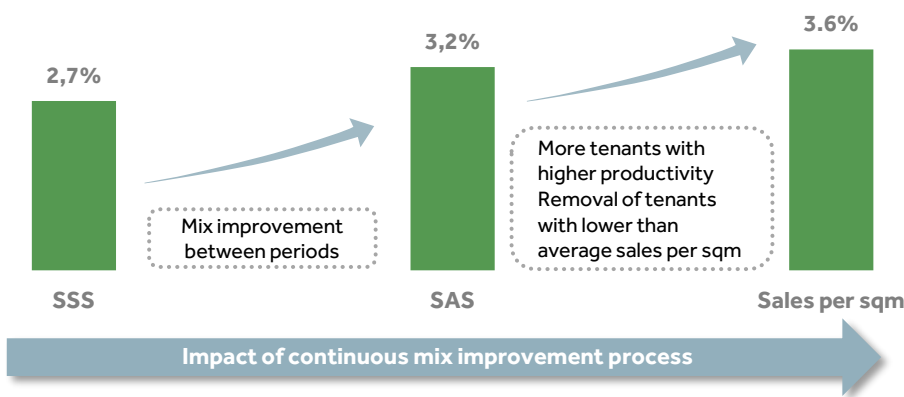 3.6%
3,2%
2,7%
More tenants with
higher productivity
Removal of tenants
with lower than
average sales per sqm
Mix improvement
between periods
SSS
SAS
Sales per sqm
Impact of continuous mix improvement process